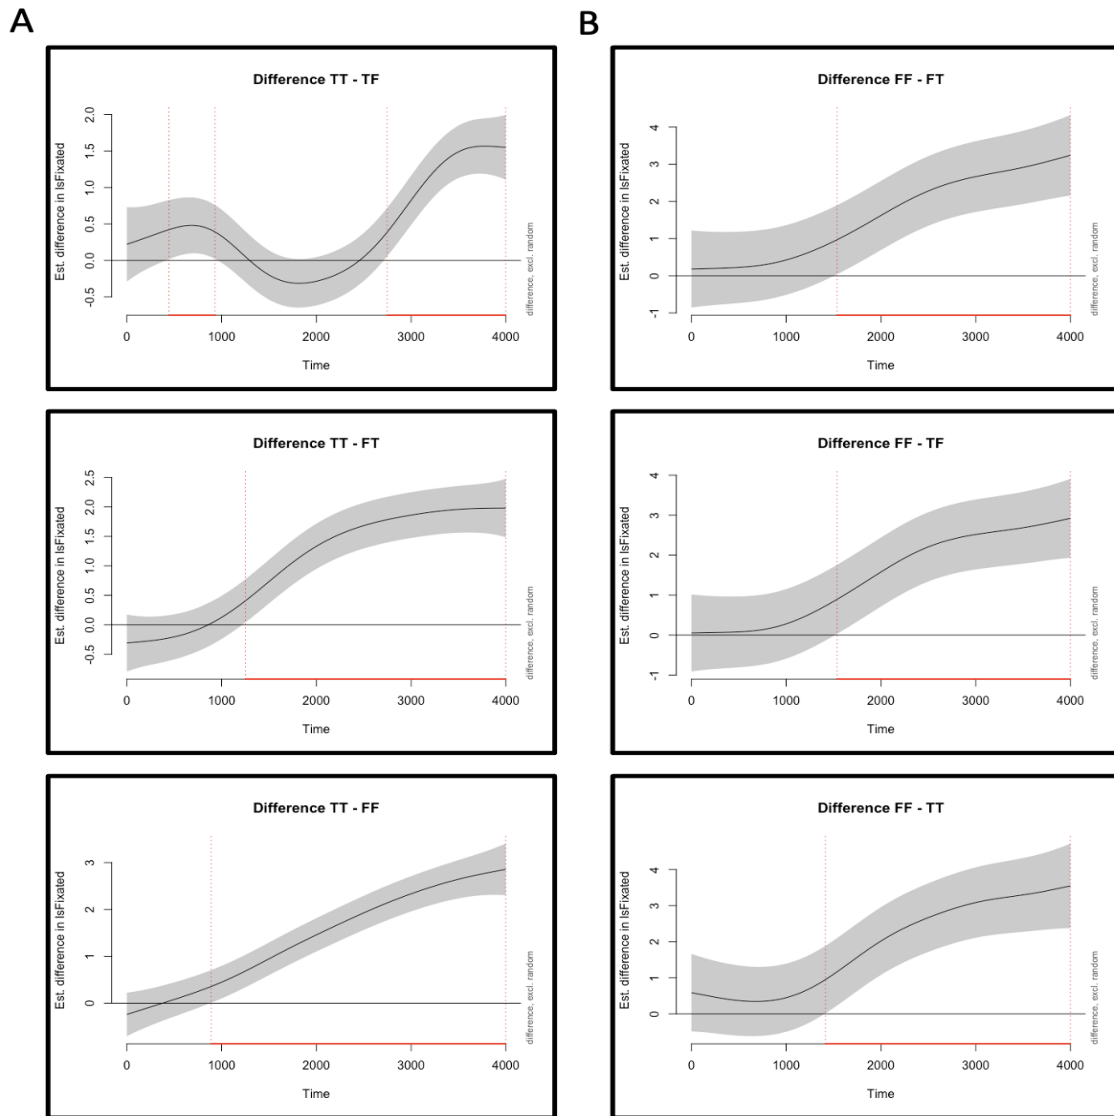 A
Difference TT - TF
Est. difference in IsFixated
2.0
1.5
1.0
0.5
0.0
-0.5
0 1000 2000 3000 4000
Time
difference, excl. random
Difference TT - FT
Est. difference in IsFixated
2.5
2.0
1.5
1.0
0.5
0.0
-0.5
0 1000 2000 3000 4000
Time
difference, excl. random
Difference TT - FF
Est. difference in IsFixated
3
2
1
0
0 1000 2000 3000 4000
Time
difference, excl. random
B
Difference FF - FT
Est. difference in IsFixated
4
3
2
1
0
-1
0 1000 2000 3000 4000
Time
difference, excl. random
Difference FF - TF
Est. difference in IsFixated
4
3
2
1
0
-1
0 1000 2000 3000 4000
Time
difference, excl. random
Difference FF - TT
Est. difference in IsFixated
4
3
2
1
0
0 1000 2000 3000 4000
Time
difference, excl. random